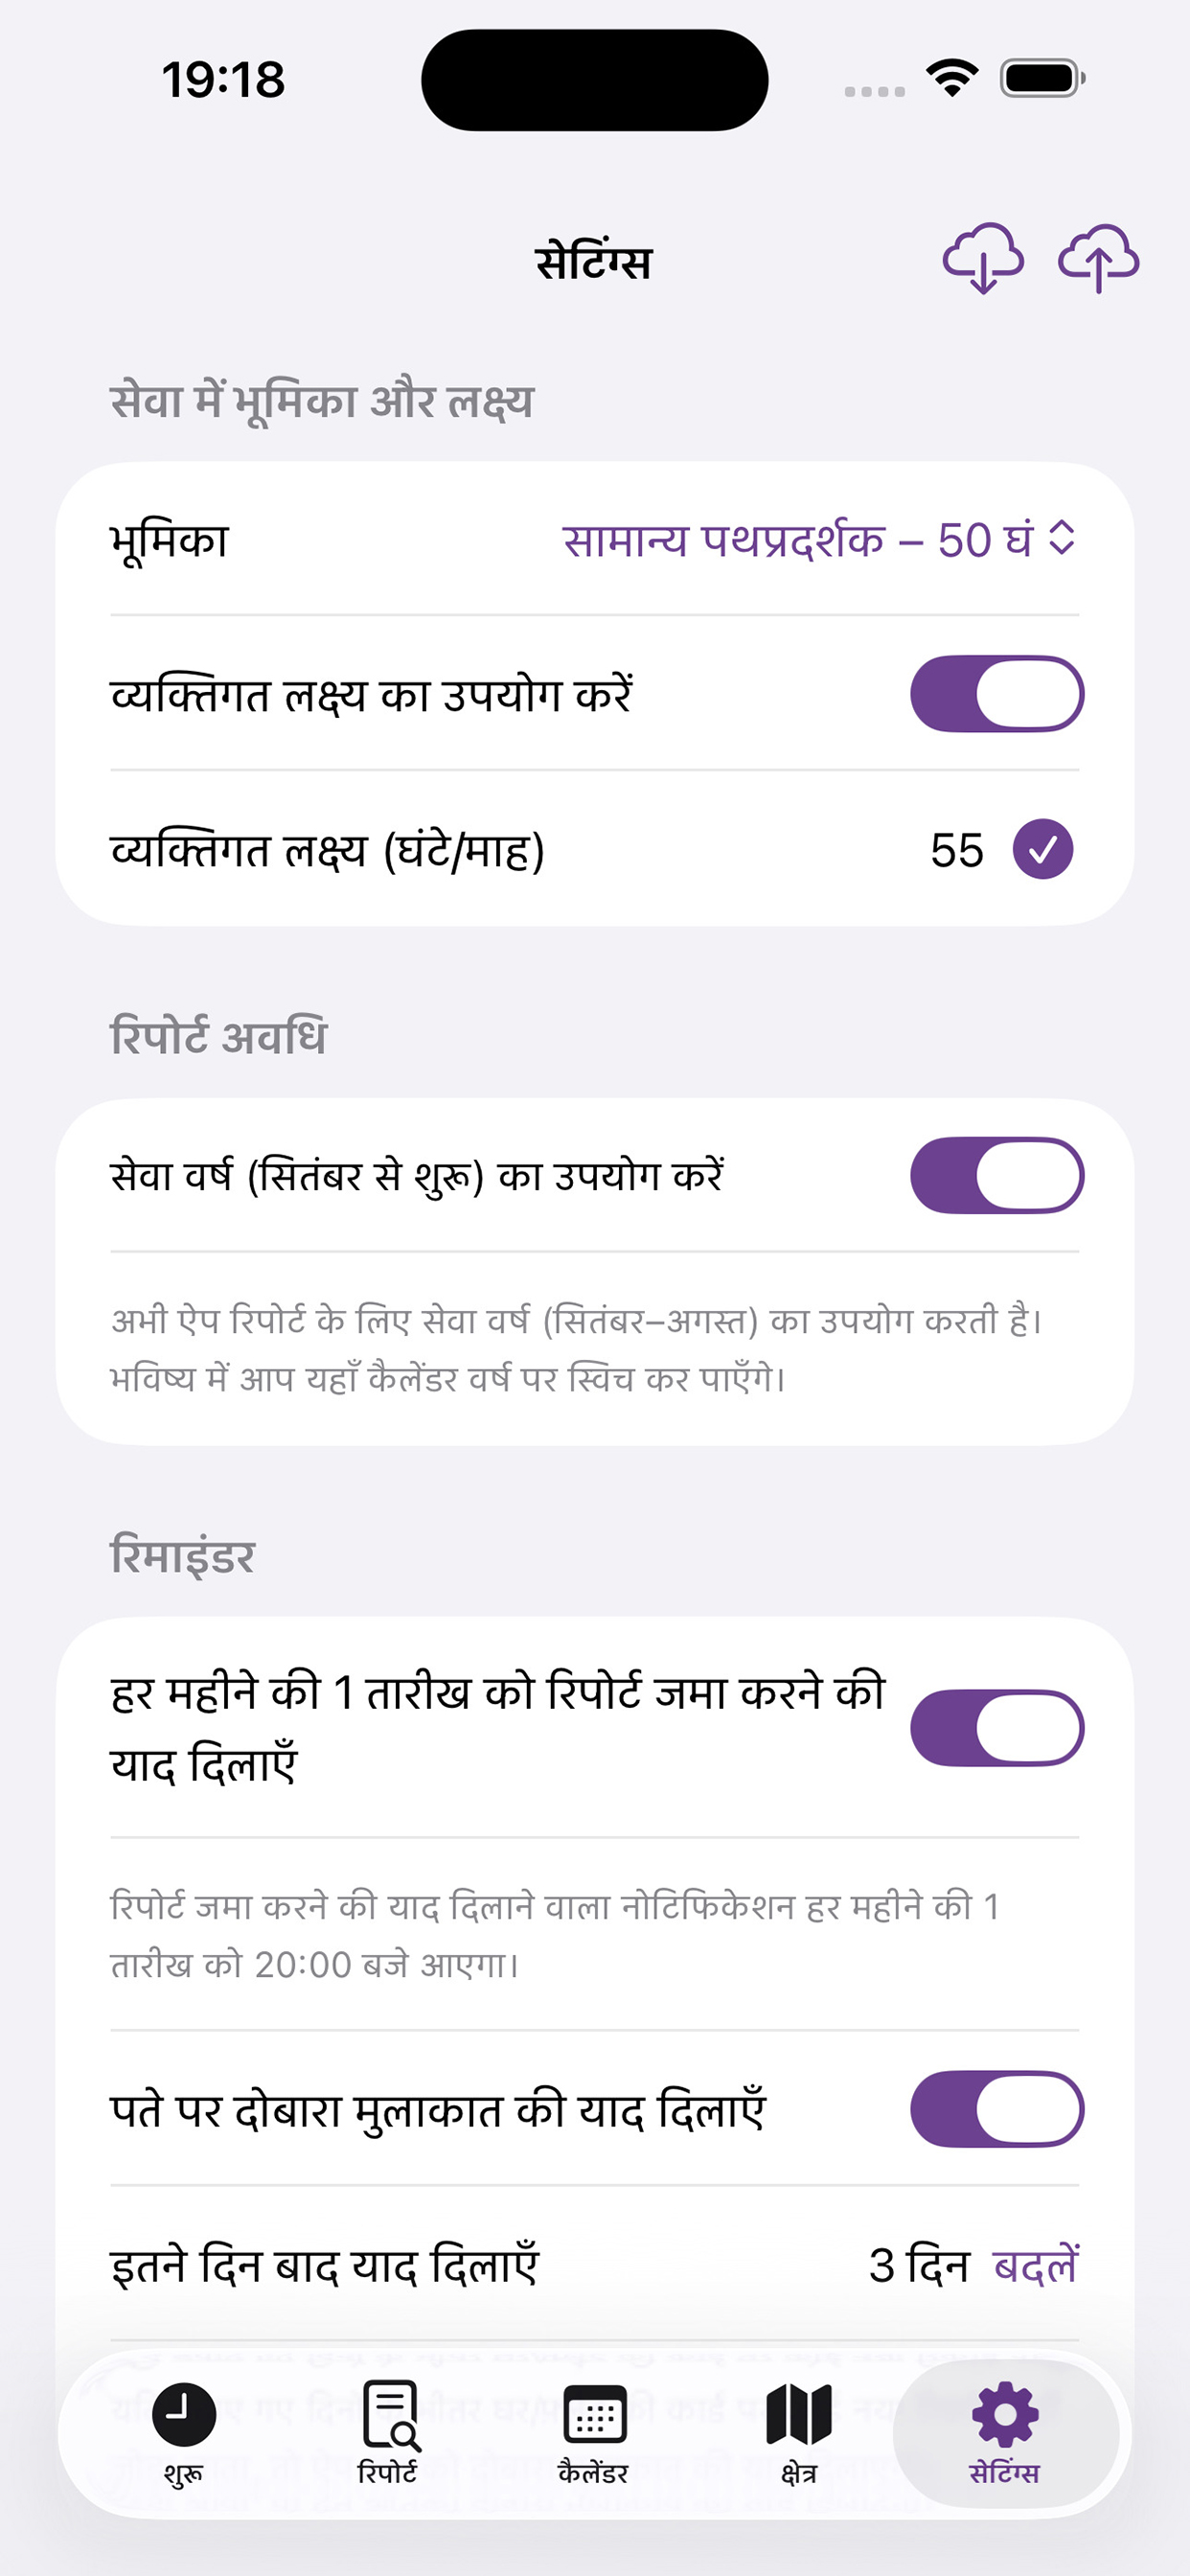 19:18
सेटिंग्स
सेवा में भूमिका और लक्ष्य
भूमिका
सामान्य पथप्रदर्शक – 50 घं
व्यक्तिगत लक्ष्य का उपयोग करें
व्यक्तिगत लक्ष्य (घंटे/माह)
55
रिपोर्ट अवधि
सेवा वर्ष (सितंबर से शुरू) का उपयोग करें
अभी ऐप रिपोर्ट के लिए सेवा वर्ष (सितंबर–अगस्त) का उपयोग करती है।
भविष्य में आप यहाँ कैलेंडर वर्ष पर स्विच कर पाएँगे।
रिमाइंडर
हर महीने की 1 तारीख को रिपोर्ट जमा करने की
याद दिलाएँ
रिपोर्ट जमा करने की याद दिलाने वाला नोटिफिकेशन हर महीने की 1
तारीख को 20:00 बजे आएगा।
पते पर दोबारा मुलाकात की याद दिलाएँ
इतने दिन बाद याद दिलाएँ
3 दिन बदलें
शुरू
रिपोर्ट
कैलेंडर
क्षेत्र
सेटिंग्स